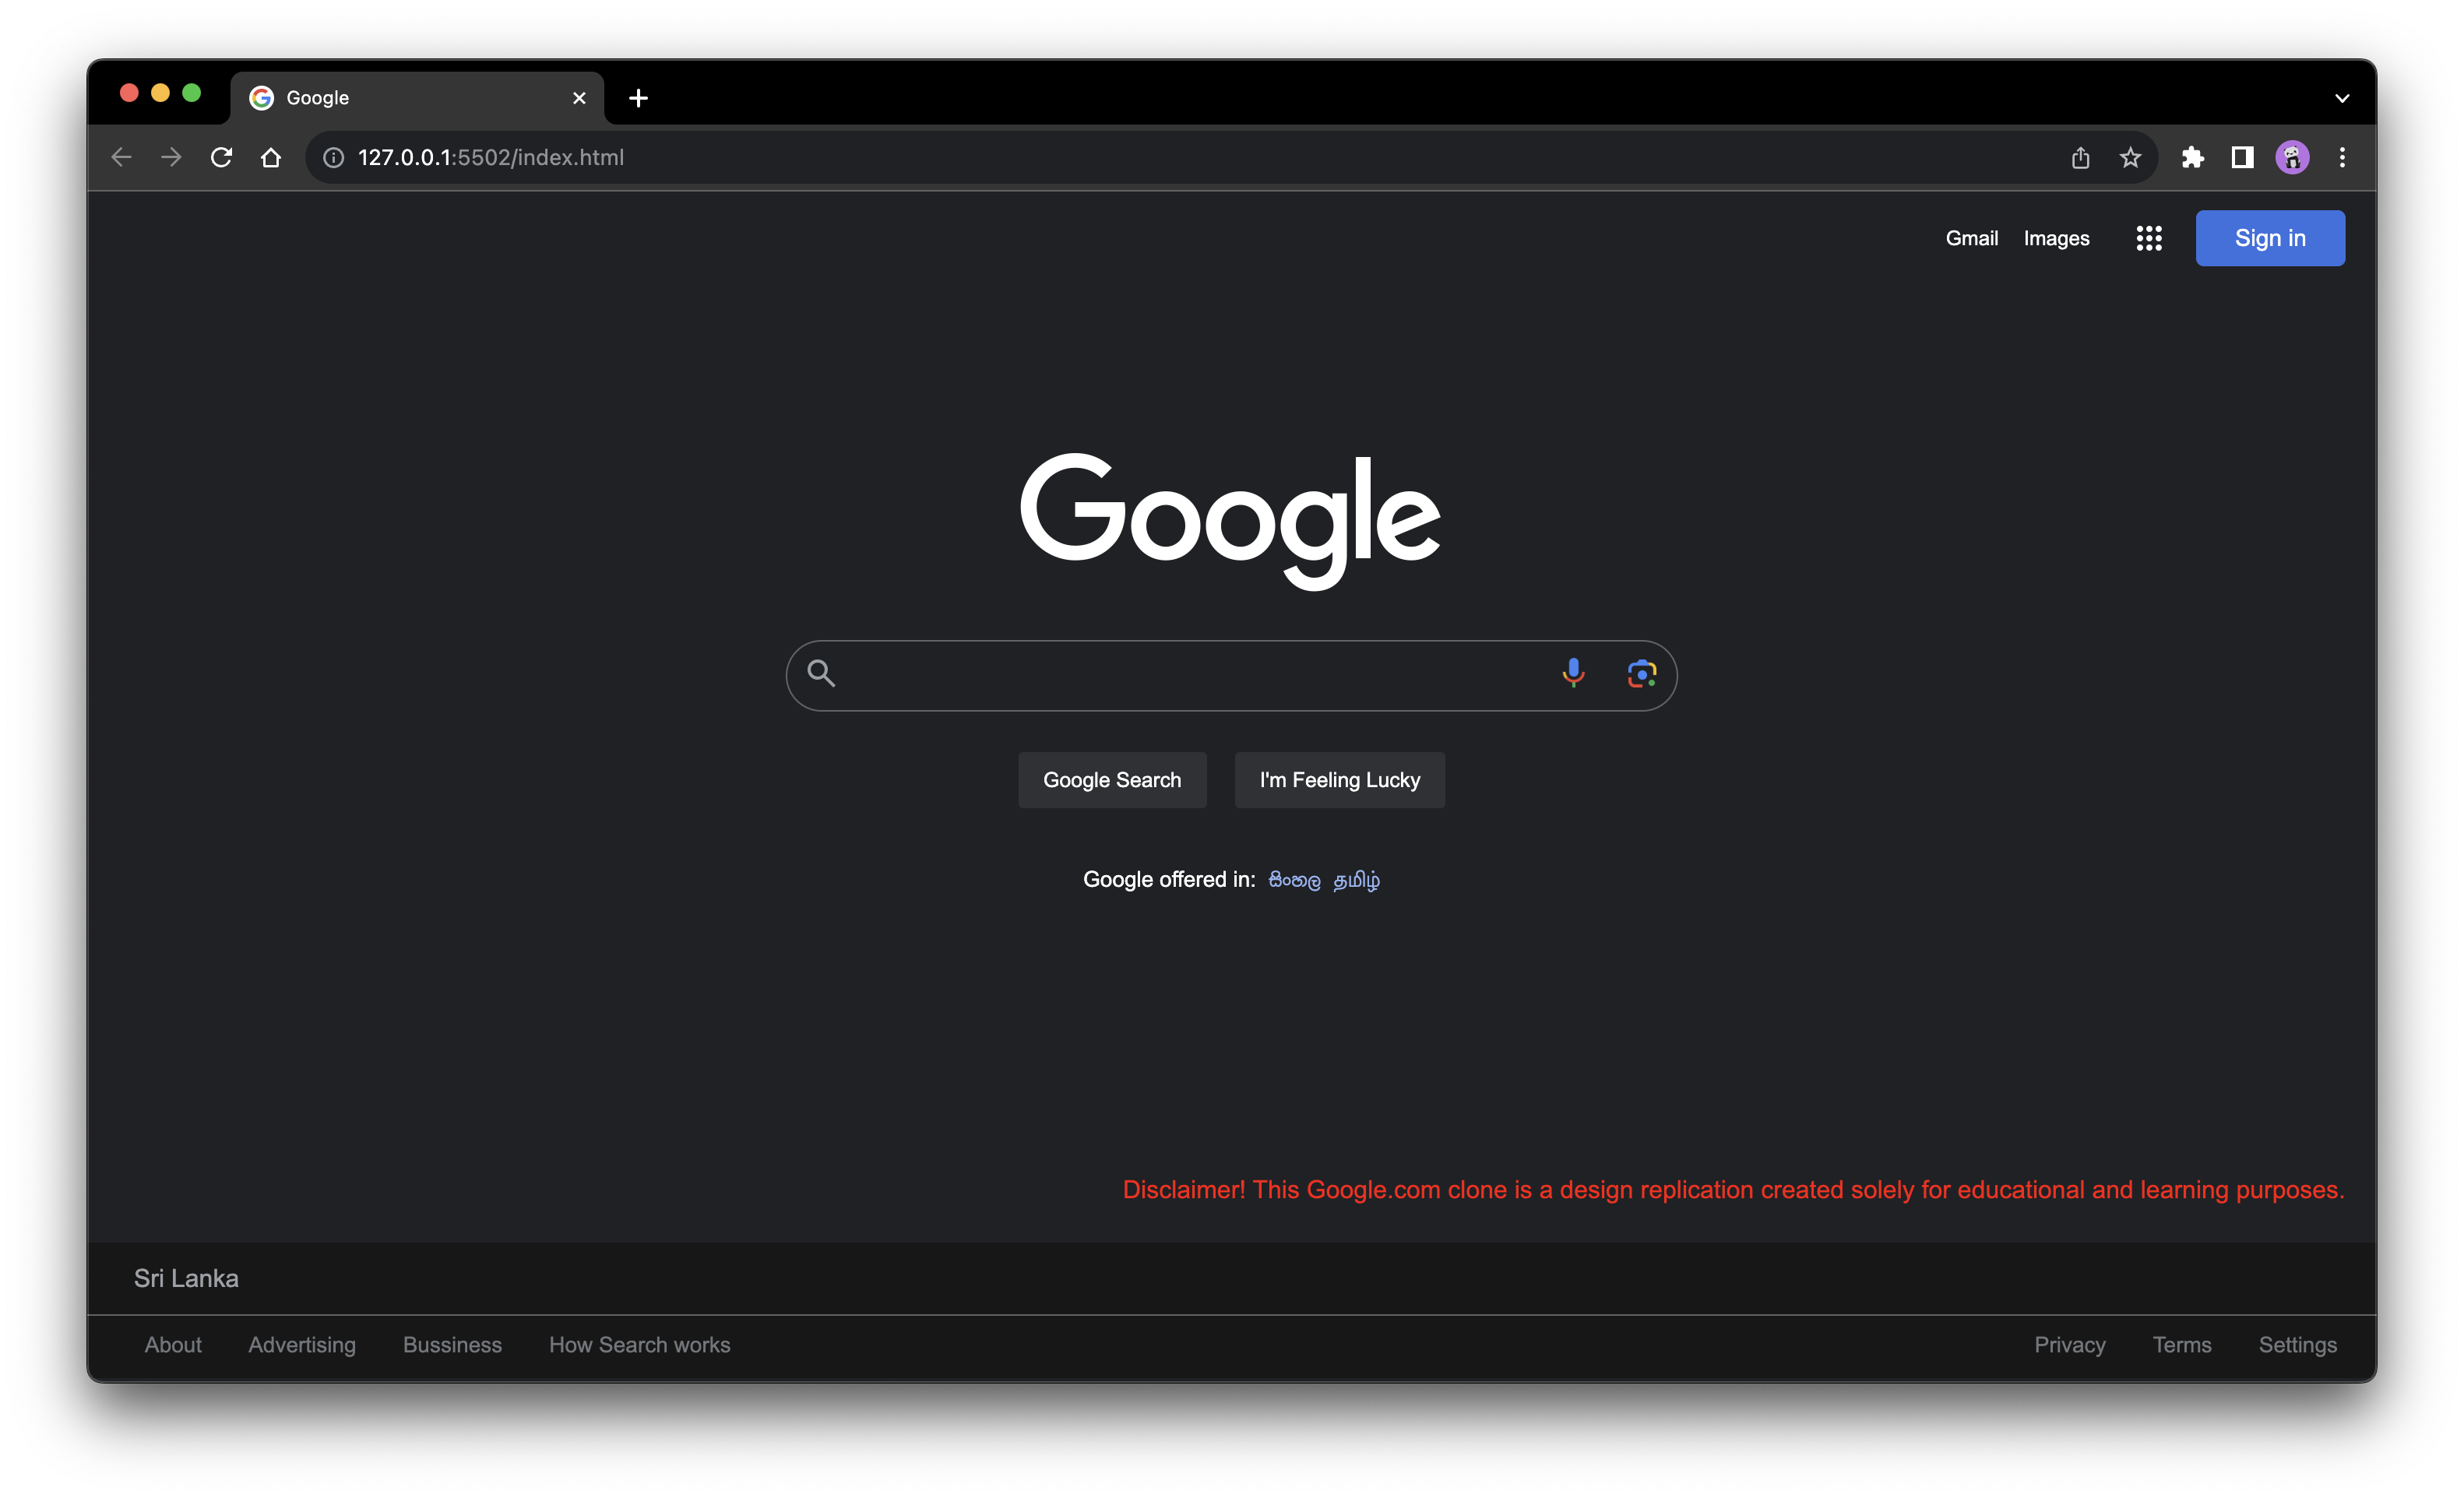 Google
127.0.0.1:5502/index.html
Gmail Images Sign in
Google
Google Search I'm Feeling Lucky
Google offered in: සිංහල தமிழ்
Disclaimer! This Google.com clone is a design replication created solely for educational and learning purposes.
Sri Lanka
About Advertising Bussiness How Search works Privacy Terms Settings